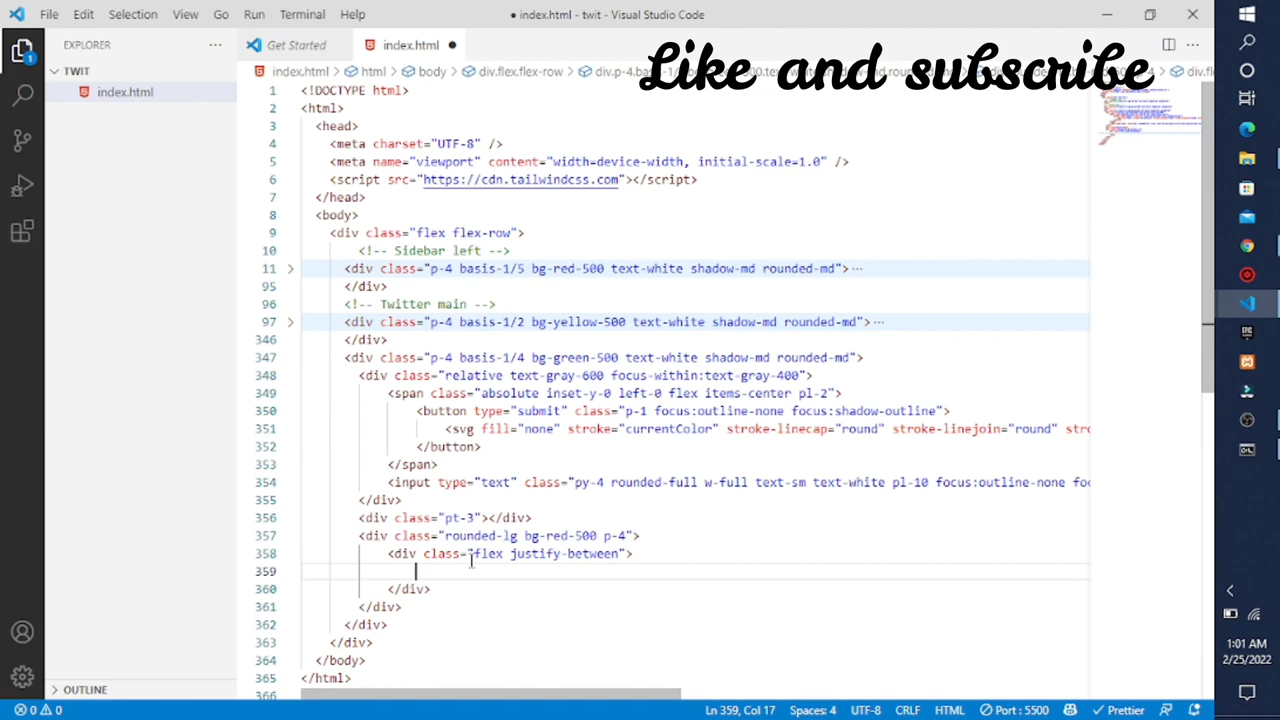 File Edit Selection View Go Run Terminal Help
● index.html - twit - Visual Studio Code
EXPLORER ···
Get Started
index.html ●
Like and subscribe
TWIT
index.html
index.html > html > body > div.flex.flex-row >
1 <!DOCTYPE html>
2 <html>
3 <head>
4 <meta charset="UTF-8" />
5 <meta name="viewport" content="width=device-width, initial-scale=1.0" />
6 <script src="https://cdn.tailwindcss.com"></script>
7 </head>
8 <body>
9 <div class="flex flex-row">
10 <!-- Sidebar left -->
11 <div class="p-4 basis-1/5 bg-red-500 text-white shadow-md rounded-md">···
95 </div>
96 <!-- Twitter main -->
97 <div class="p-4 basis-1/2 bg-yellow-500 text-white shadow-md rounded-md">···
346 </div>
347 <div class="p-4 basis-1/4 bg-green-500 text-white shadow-md rounded-md">
348 <div class="relative text-gray-600 focus-within:text-gray-400">
349 <span class="absolute inset-y-0 left-0 flex items-center pl-2">
350 <button type="submit" class="p-1 focus:outline-none focus:shadow-outline">
351 <svg fill="none" stroke="currentColor" stroke-linecap="round" stroke-linejoin="round" stro
352 </button>
353 </span>
354 <input type="text" class="py-4 rounded-full w-full text-sm text-white pl-10 focus:outline-none foc
355 </div>
356 <div class="pt-3"></div>
357 <div class="rounded-lg bg-red-500 p-4">
358 <div class="flex justify-between">
359
360 </div>
361 </div>
362 </div>
363 </div>
364 </body>
365 </html>
366
OUTLINE
0 0
Ln 359, Col 17 Spaces: 4 UTF-8 CRLF HTML Port : 5500 Prettier
1:01 AM
2/25/2022